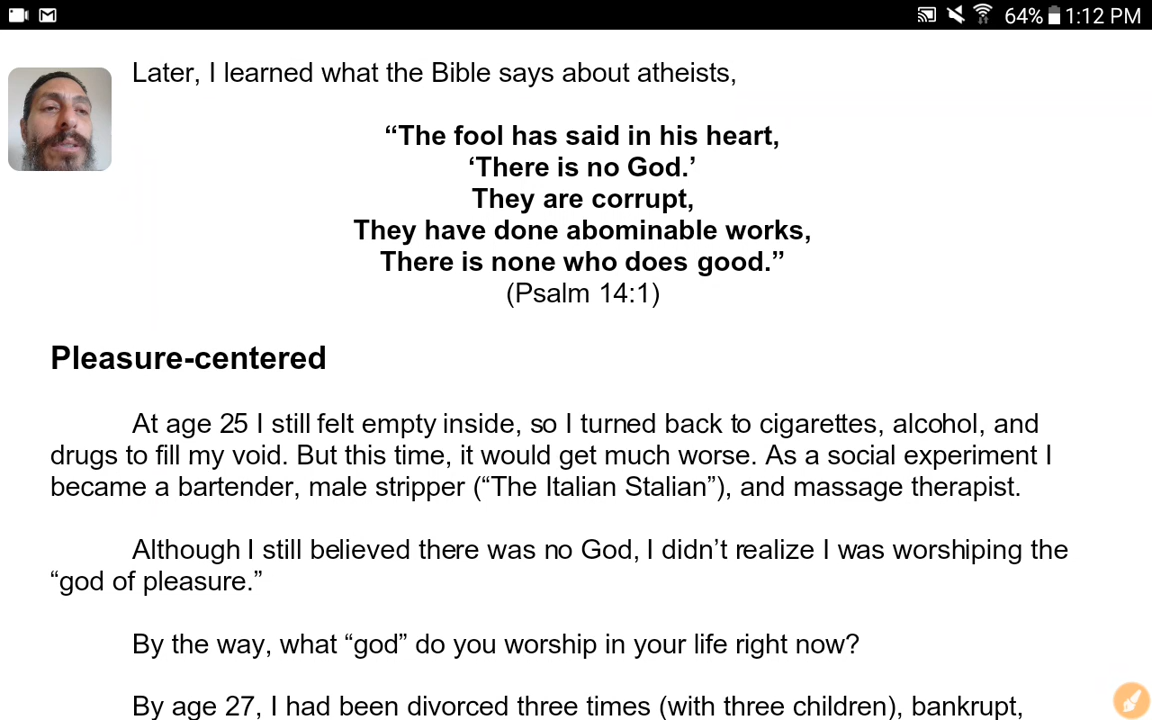 64% 1:12 PM
Later, I learned what the Bible says about atheists,
“The fool has said in his heart,
‘There is no God.’
They are corrupt,
They have done abominable works,
There is none who does good.”
(Psalm 14:1)
Pleasure-centered
At age 25 I still felt empty inside, so I turned back to cigarettes, alcohol, and
drugs to fill my void. But this time, it would get much worse. As a social experiment I
became a bartender, male stripper (“The Italian Stalian”), and massage therapist.
Although I still believed there was no God, I didn’t realize I was worshiping the
“god of pleasure.”
By the way, what “god” do you worship in your life right now?
By age 27, I had been divorced three times (with three children), bankrupt,